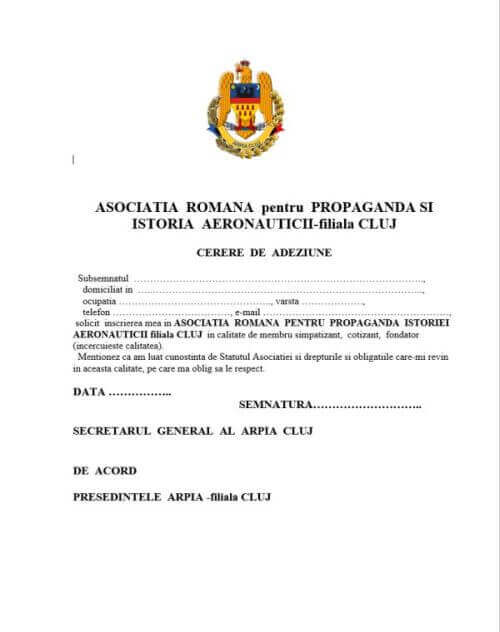 ARPIA CLUJ
ASOCIATIA ROMANA pentru PROPAGANDA SI
ISTORIA AERONAUTICII-filiala CLUJ
CERERE DE ADEZIUNE
Subsemnatul ……………………………………………………………………………,
domiciliat in …………………………………………………………………………,
ocupatia ………………………………………, varsta ………………,
telefon ……………………………, e-mail ………………………………………………,
solicit inscrierea mea in ASOCIATIA ROMANA PENTRU PROPAGANDA ISTORIEI
AERONAUTICII filiala CLUJ in calitate de membru simpatizant, cotizant, fondator
(incercuieste calitatea).
Mentionez ca am luat cunostinta de Statutul Asociatiei si drepturile si obligatiile care-mi revin
in aceasta calitate, pe care ma oblig sa le respect.
DATA ……………..
SEMNATURA………………………..
SECRETARUL GENERAL AL ARPIA CLUJ
DE ACORD
PRESEDINTELE ARPIA -filiala CLUJ